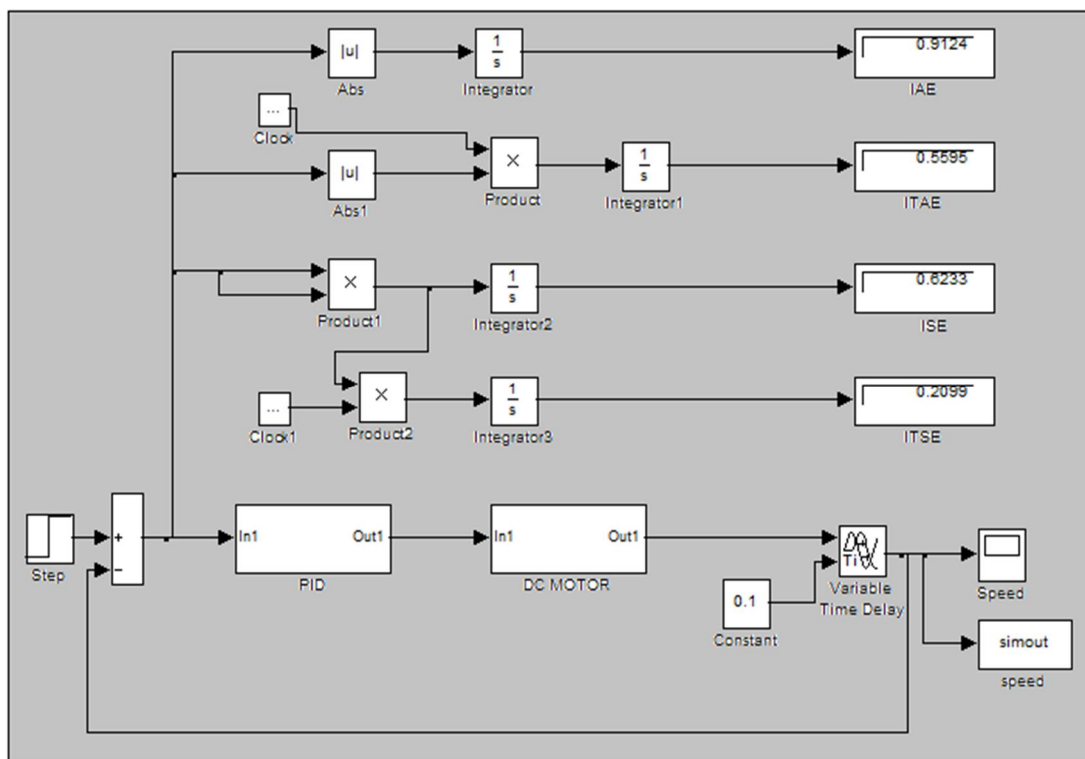 |u|
Abs
1
s
Integrator
0.9124
IAE
...
Clock
|u|
Abs1
×
Product
1
s
Integrator1
0.5595
ITAE
×
Product1
1
s
Integrator2
0.6233
ISE
...
Clock1
×
Product2
1
s
Integrator3
0.2099
ITSE
Step
+
−
In1
Out1
PID
In1
Out1
DC MOTOR
0.1
Constant
Ti
Variable
Time Delay
Speed
simout
speed